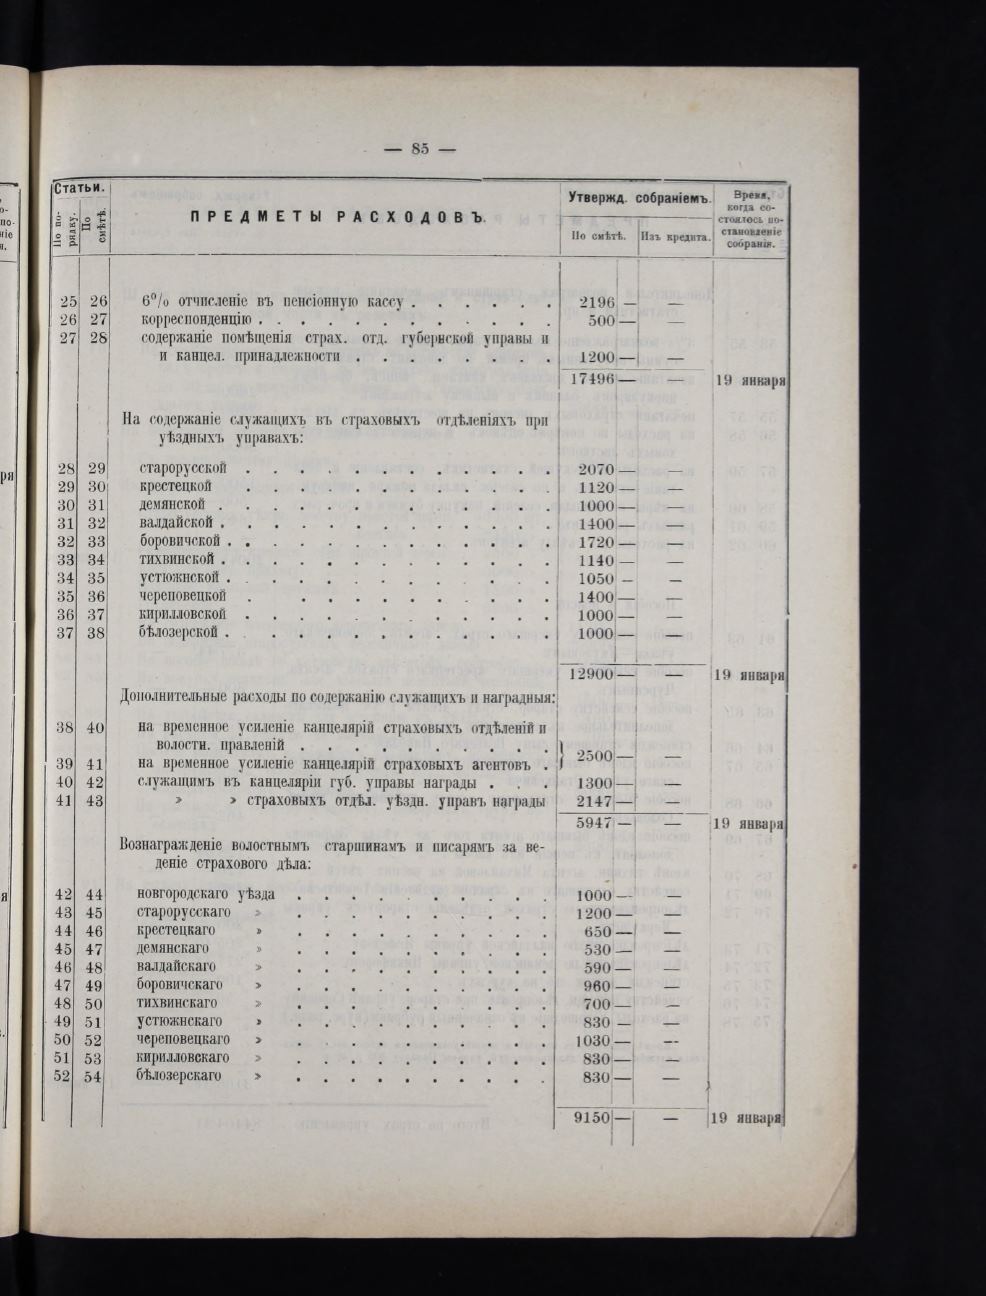 — 85 —
Статьи.
По порядку.
По смѣтѣ.
ПРЕДМЕТЫ РАСХОДОВЪ.
Утвержд. собраніемъ.
По смѣтѣ. Изъ кредита.
Время,
когда со-
стоялось по-
становленіе
собранія.
25 26 6% отчисленіе въ пенсіонную кассу . . . . . . 2196 —
26 27 корреспонденцію . . . . . . . . . . . 500 — —
27 28 содержаніе помѣщенія страх. отд. губернской управы и
и канцел. принадлежности . . . . . . . . 1200 — —
17496 — — 19 января
На содержаніе служащихъ въ страховыхъ отдѣленіяхъ при
уѣздныхъ управахъ:
28 29 старорусской . . . . . . . . . . . . 2070 — —
29 30 крестецкой . . . . . . . . . . . . 1120 — —
30 31 демянской . . . . . . . . . . . . . 1000 — —
31 32 валдайской . . . . . . . . . . . . . 1400 — —
32 33 боровичской . . . . . . . . . . . . . 1720 — —
33 34 тихвинской . . . . . . . . . . . . . 1140 — —
34 35 устюжнской . . . . . . . . . . . . . 1050 — —
35 36 череповецкой . . . . . . . . . . . 1400 — —
36 37 кирилловской . . . . . . . . . . . . 1000 — —
37 38 бѣлозерской . . . . . . . . . . . . . 1000 — —
12900 — — 19 января
Дополнительные расходы по содержанію служащихъ и наградныя:
38 40 на временное усиленіе канцелярій страховыхъ отдѣленій и
волостн. правленій . . . . . . . . . .
39 41 на временное усиленіе канцелярій страховыхъ агентовъ . } 2500 — —
40 42 служащимъ въ канцеляріи губ. управы награды . . . 1300 — —
41 43 » » страховыхъ отдѣл. уѣздн. управъ награды 2147 — —
5947 — — 19 января
Вознагражденіе волостнымъ старшинамъ и писарямъ за ве-
деніе страхового дѣла:
42 44 новгородскаго уѣзда . . . . . . . . . . 1000 — —
43 45 старорусскаго » . . . . . . . . . . 1200 — —
44 46 крестецкаго » . . . . . . . . . . 650 — —
45 47 демянскаго » . . . . . . . . . . 530 — —
46 48 валдайскаго » . . . . . . . . . . 590 — —
47 49 боровичскаго » . . . . . . . . . . 960 — —
48 50 тихвинскаго » . . . . . . . . . . 700 — —
49 51 устюжнскаго » . . . . . . . . . . 830 — —
50 52 череповецкаго » . . . . . . . . . . 1030 — —
51 53 кирилловскаго » . . . . . . . . . . 830 — —
52 54 бѣлозерскаго » . . . . . . . . . . 830 — —
9150 — — 19 января